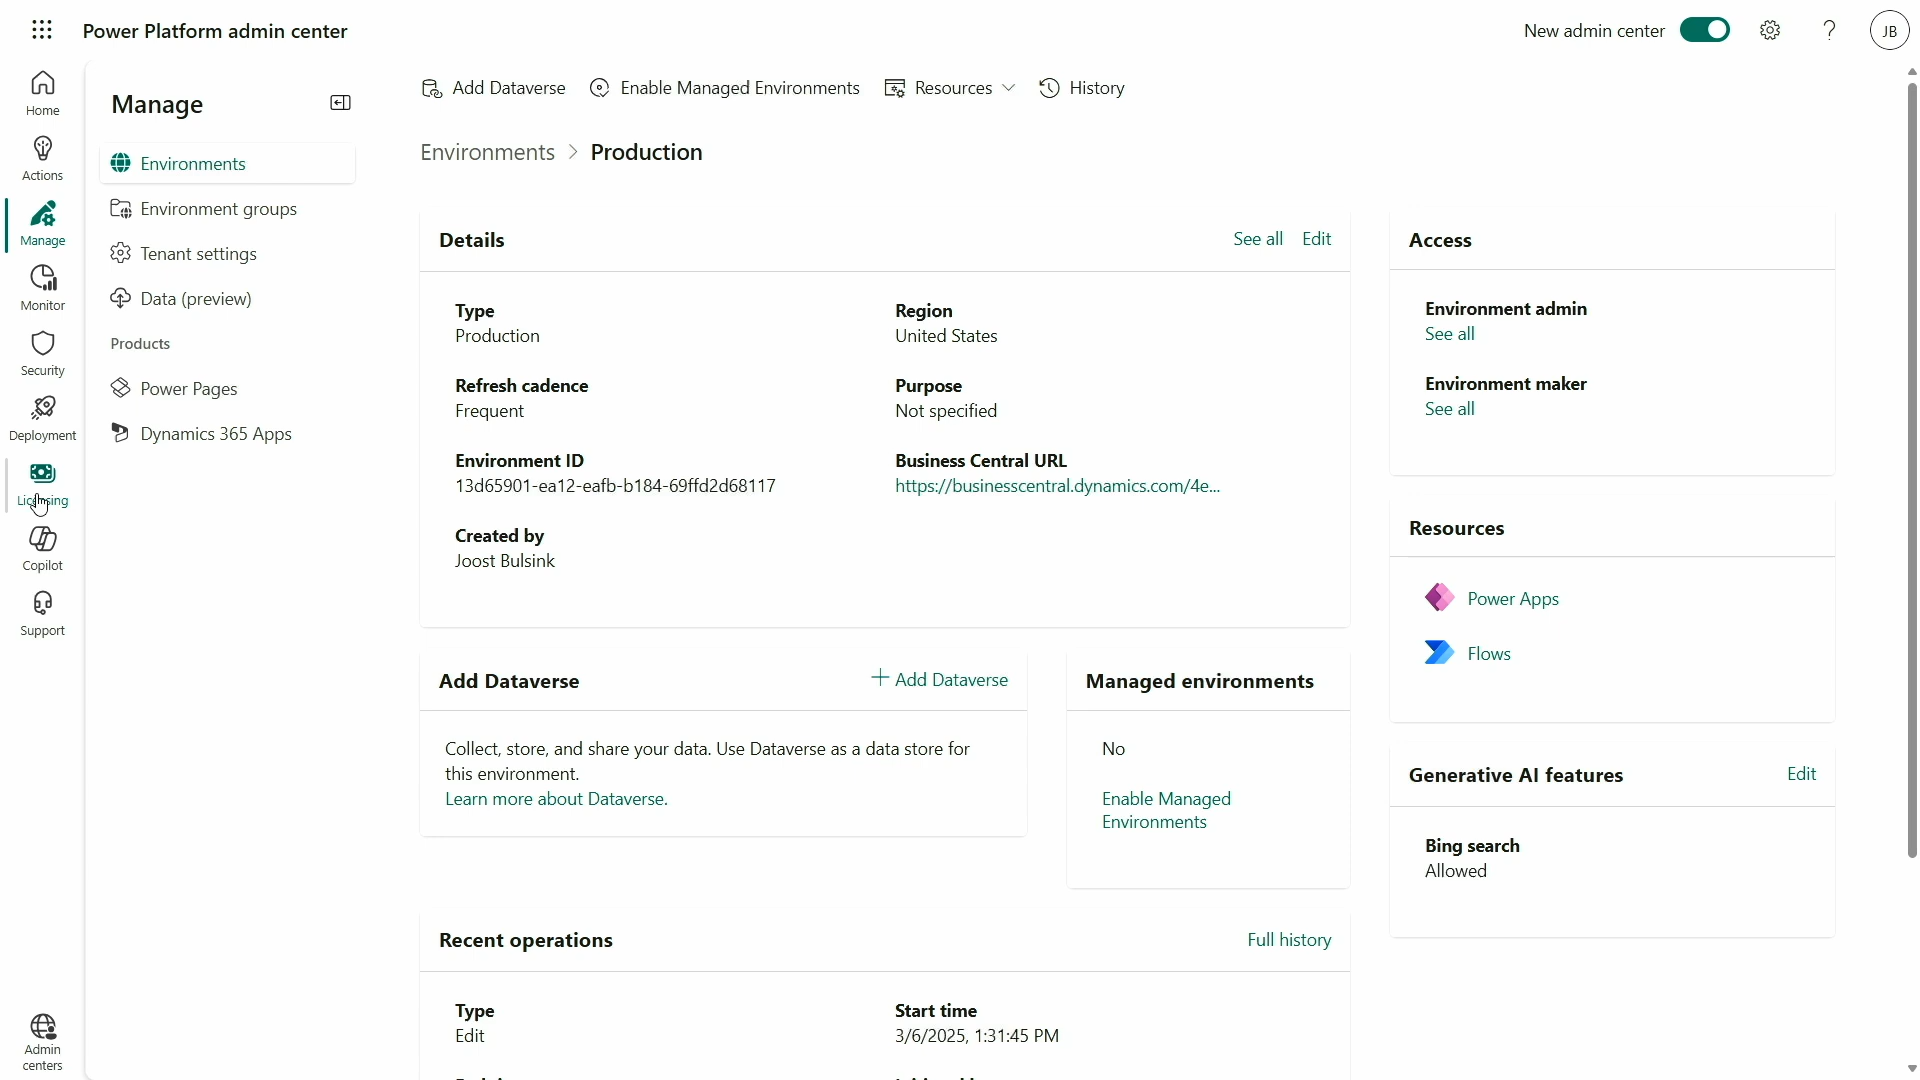 Power Platform admin center
New admin center
JB
Home
Actions
Manage
Monitor
Security
Deployment
Licensing
Copilot
Support
Admin
centers
Manage
Environments
Environment groups
Tenant settings
Data (preview)
Products
Power Pages
Dynamics 365 Apps
Add Dataverse
Enable Managed Environments
Resources
History
Environments > Production
Details
See all
Edit
Type
Production
Region
United States
Refresh cadence
Frequent
Purpose
Not specified
Environment ID
13d65901-ea12-eafb-b184-69ffd2d68117
Business Central URL
https://businesscentral.dynamics.com/4e...
Created by
Joost Bulsink
Access
Environment admin
See all
Environment maker
See all
Resources
Power Apps
Flows
Add Dataverse
+ Add Dataverse
Collect, store, and share your data. Use Dataverse as a data store for
this environment.
Learn more about Dataverse.
Managed environments
No
Enable Managed
Environments
Generative AI features
Edit
Bing search
Allowed
Recent operations
Full history
Type
Edit
Start time
3/6/2025, 1:31:45 PM